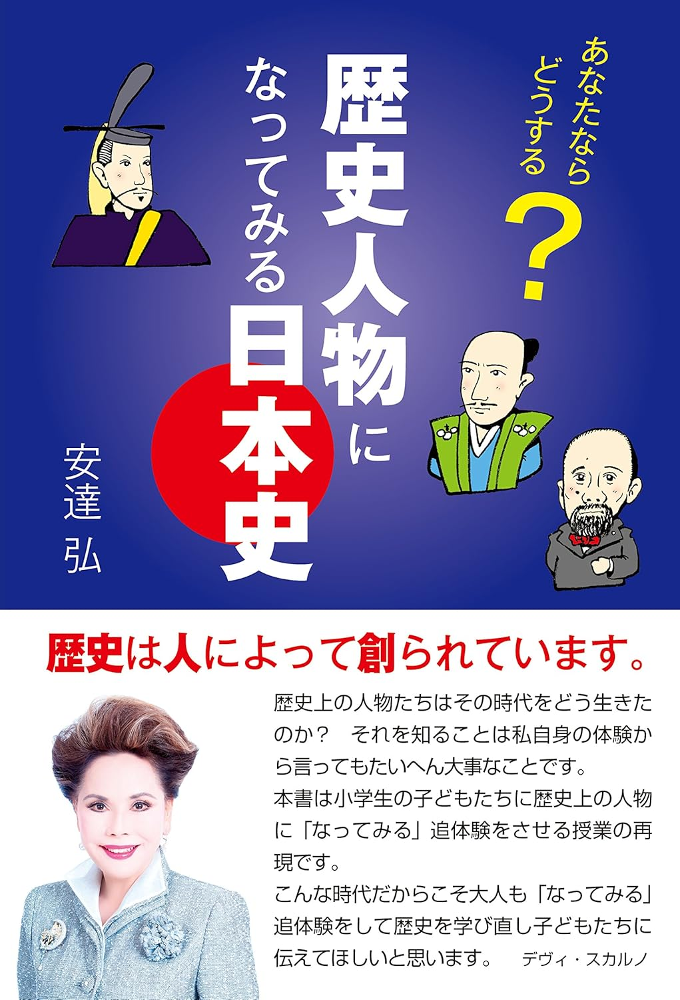 あなたなら
どうする
?
歴史人物に
なってみる
日本史
安達 弘
歴史は人によって創られています。
歴史上の人物たちはその時代をどう生きた
のか？　それを知ることは私自身の体験か
ら言ってもたいへん大事なことです。
本書は小学生の子どもたちに歴史上の人物
に「なってみる」追体験をさせる授業の再
現です。
こんな時代だからこそ大人も「なってみる」
追体験をして歴史を学び直し子どもたちに
伝えてほしいと思います。　デヴィ・スカルノ